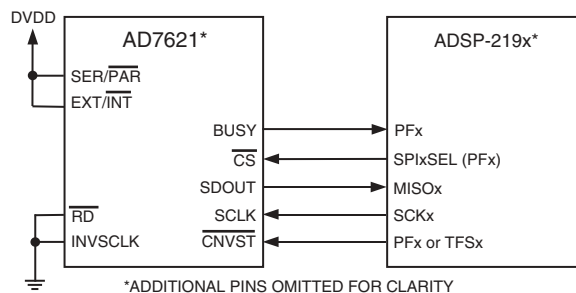 DVDD
AD7621*
ADSP-219x*
SER/PAR
EXT/INT
BUSY
PFx
CS
SPIxSEL (PFx)
SDOUT
MISOx
RD
SCLK
SCKx
INVSCLK
CNVST
PFx or TFSx
*ADDITIONAL PINS OMITTED FOR CLARITY